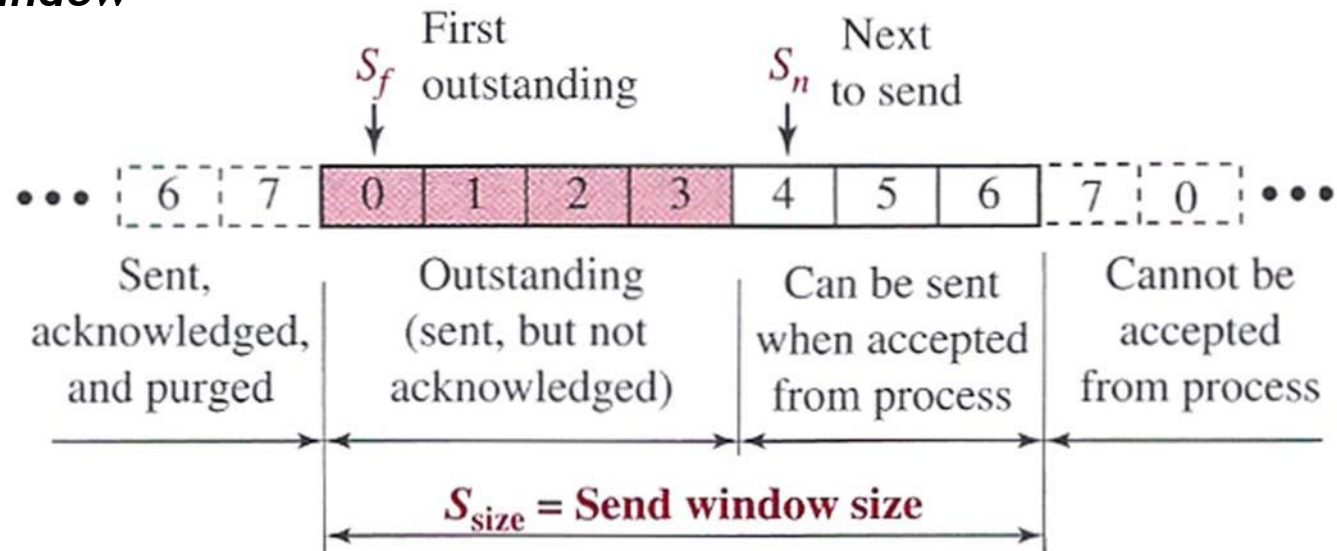 First
S_f outstanding
Next
S_n to send
••• 6 7 0 1 2 3 4 5 6 7 0 •••
Sent,
acknowledged,
and purged
Outstanding
(sent, but not
acknowledged)
Can be sent
when accepted
from process
Cannot be
accepted
from process
S_size = Send window size